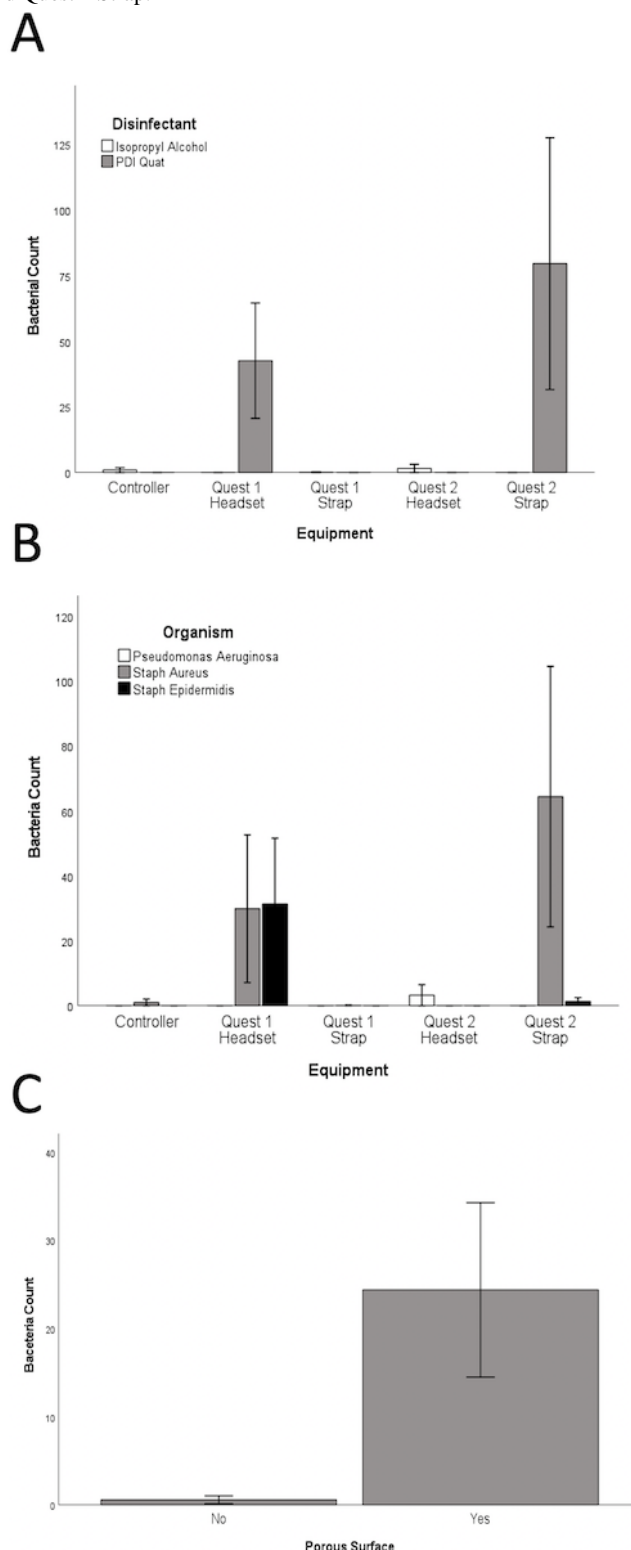 A
Disinfectant
Isopropyl Alcohol
PDI Quat
125
100
75
50
25
0
Bacterial Count
Controller
Quest 1
Headset
Quest 1
Strap
Quest 2
Headset
Quest 2
Strap
Equipment
B
Organism
Pseudomonas Aeruginosa
Staph Aureus
Staph Epidermidis
120
100
80
60
40
20
0
Bacteria Count
Controller
Quest 1
Headset
Quest 1
Strap
Quest 2
Headset
Quest 2
Strap
Equipment
C
40
30
20
10
0
Baceteria Count
No
Yes
Porous Surface